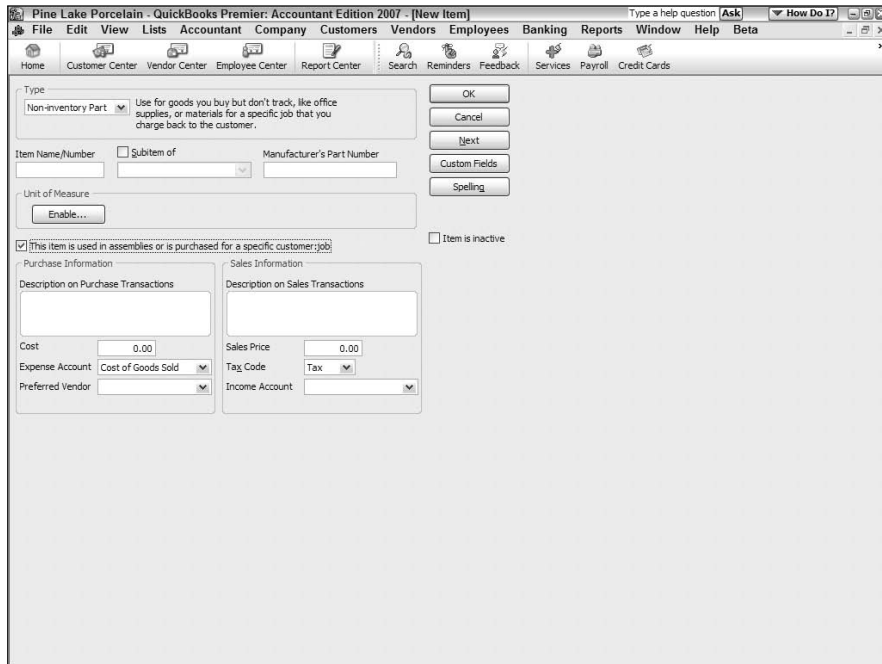 Pine Lake Porcelain - QuickBooks Premier: Accountant Edition 2007 - [New Item]
Type a help question Ask
How Do I?
File Edit View Lists Accountant Company Customers Vendors Employees Banking Reports Window Help Beta
Home Customer Center Vendor Center Employee Center Report Center Search Reminders Feedback Services Payroll Credit Cards
Type
Non-inventory Part
Use for goods you buy but don't track, like office
supplies, or materials for a specific job that you
charge back to the customer.
OK
Cancel
Next
Custom Fields
Spelling
Item Name/Number
Subitem of
Manufacturer's Part Number
Unit of Measure
Enable...
Item is inactive
This item is used in assemblies or is purchased for a specific customer:job
Purchase Information
Description on Purchase Transactions
Cost 0.00
Expense Account Cost of Goods Sold
Preferred Vendor
Sales Information
Description on Sales Transactions
Sales Price 0.00
Tax Code Tax
Income Account